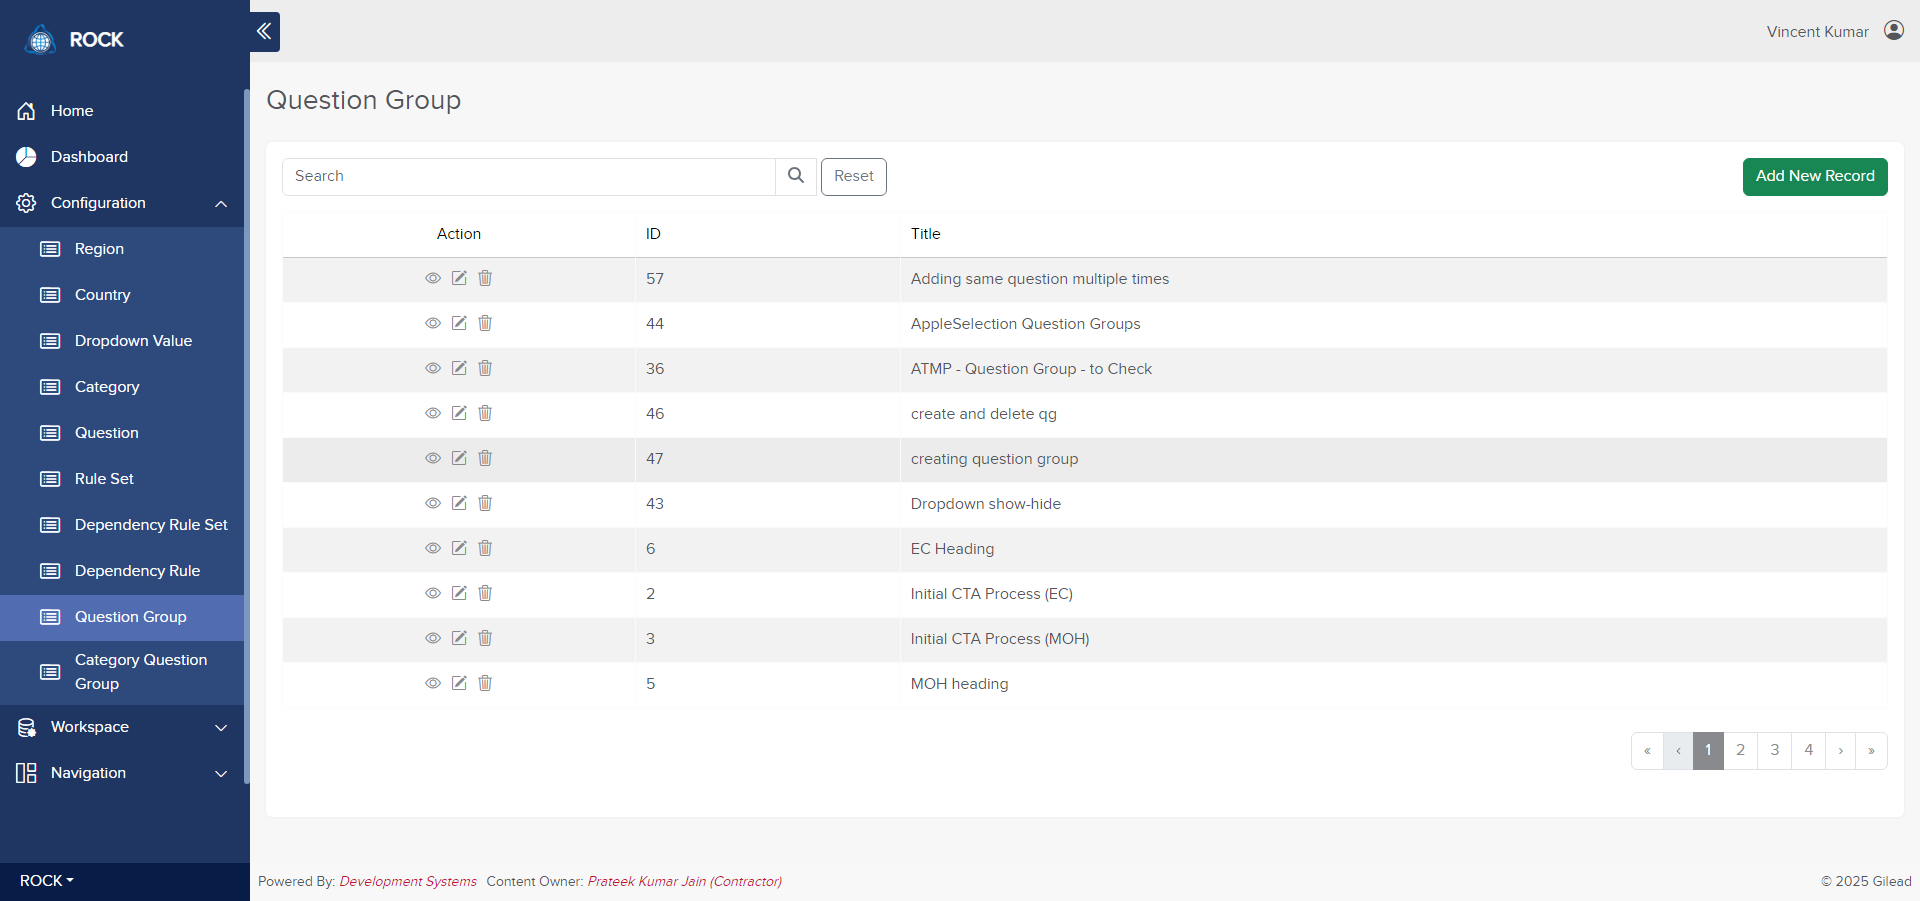 ROCK
Vincent Kumar
Home
Dashboard
Configuration
Region
Country
Dropdown Value
Category
Question
Rule Set
Dependency Rule Set
Dependency Rule
Question Group
Category Question
Group
Workspace
Navigation
ROCK
Question Group
Search
Reset
Add New Record
Action ID Title
57 Adding same question multiple times
44 AppleSelection Question Groups
36 ATMP - Question Group - to Check
46 create and delete qg
47 creating question group
43 Dropdown show-hide
6 EC Heading
2 Initial CTA Process (EC)
3 Initial CTA Process (MOH)
5 MOH heading
« ‹ 1 2 3 4 › »
Powered By: Development Systems Content Owner: Prateek Kumar Jain (Contractor)
© 2025 Gilead